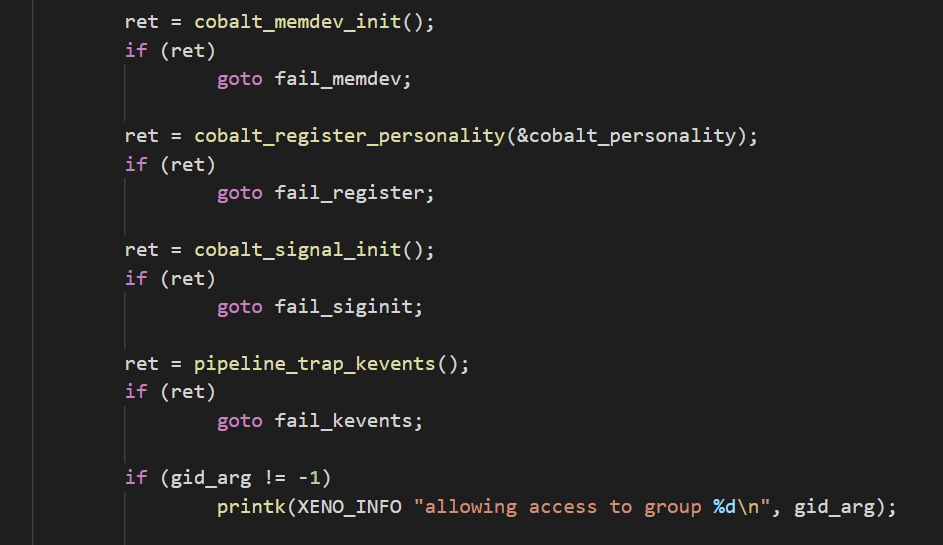 ret = cobalt_memdev_init();
if (ret)
goto fail_memdev;
ret = cobalt_register_personality(&cobalt_personality);
if (ret)
goto fail_register;
ret = cobalt_signal_init();
if (ret)
goto fail_siginit;
ret = pipeline_trap_kevents();
if (ret)
goto fail_kevents;
if (gid_arg != -1)
printk(XENO_INFO "allowing access to group %d\n", gid_arg);